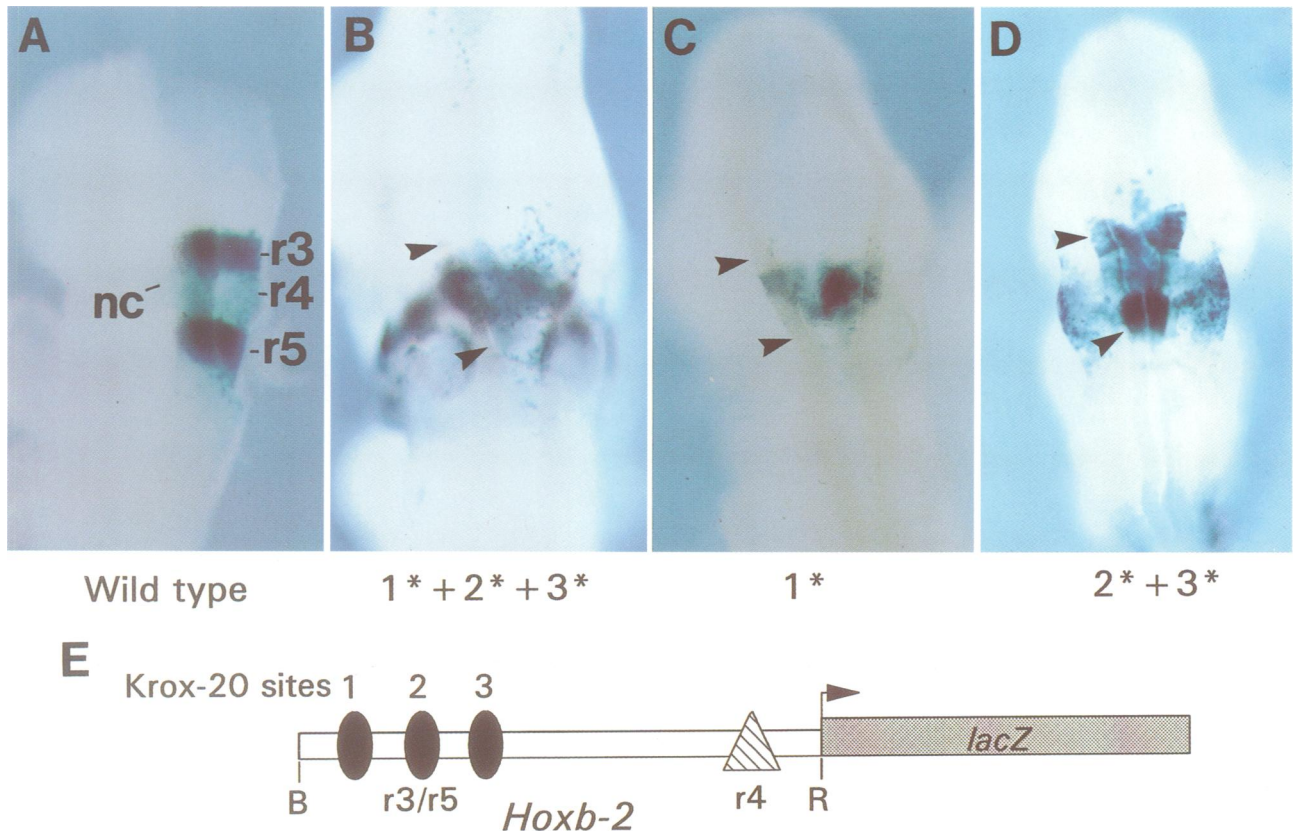 A
B
C
D
nc
-r3
-r4
-r5
Wild type
1* + 2* + 3*
1*
2* + 3*
E
Krox-20 sites 1 2 3
lacZ
B
r3/r5
Hoxb-2
r4
R